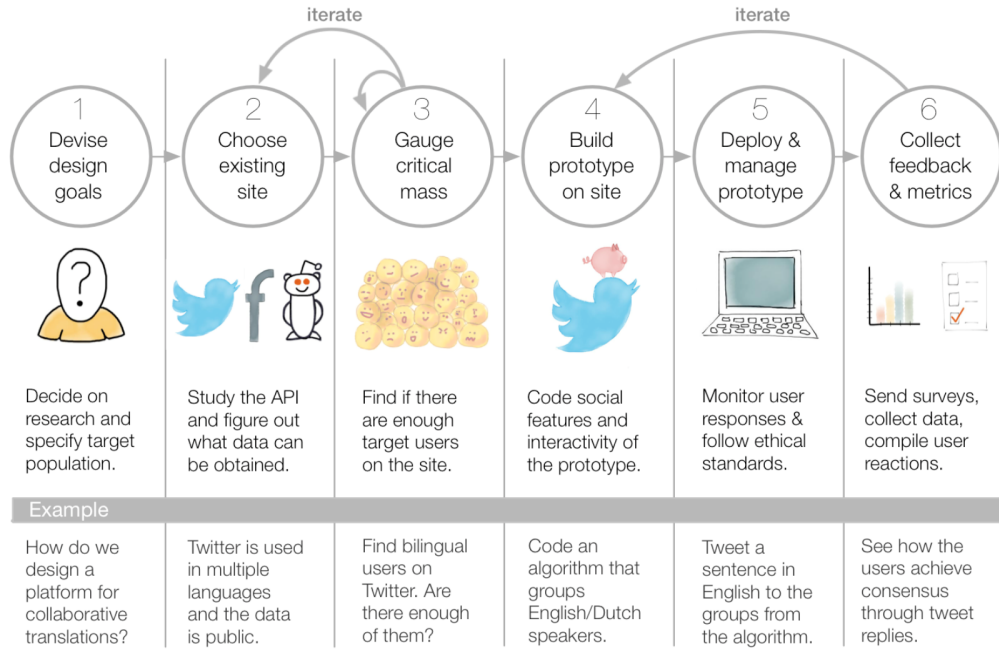 iterate
iterate
1
Devise
design
goals
2
Choose
existing
site
3
Gauge
critical
mass
4
Build
prototype
on site
5
Deploy &
manage
prototype
6
Collect
feedback
& metrics
?
f
Decide on
research and
specify target
population.
Study the API
and figure out
what data can
be obtained.
Find if there
are enough
target users
on the site.
Code social
features and
interactivity of
the prototype.
Monitor user
responses &
follow ethical
standards.
Send surveys,
collect data,
compile user
reactions.
Example
How do we
design a
platform for
collaborative
translations?
Twitter is used
in multiple
languages
and the data
is public.
Find bilingual
users on
Twitter. Are
there enough
of them?
Code an
algorithm that
groups
English/Dutch
speakers.
Tweet a
sentence in
English to the
groups from
the algorithm.
See how the
users achieve
consensus
through tweet
replies.